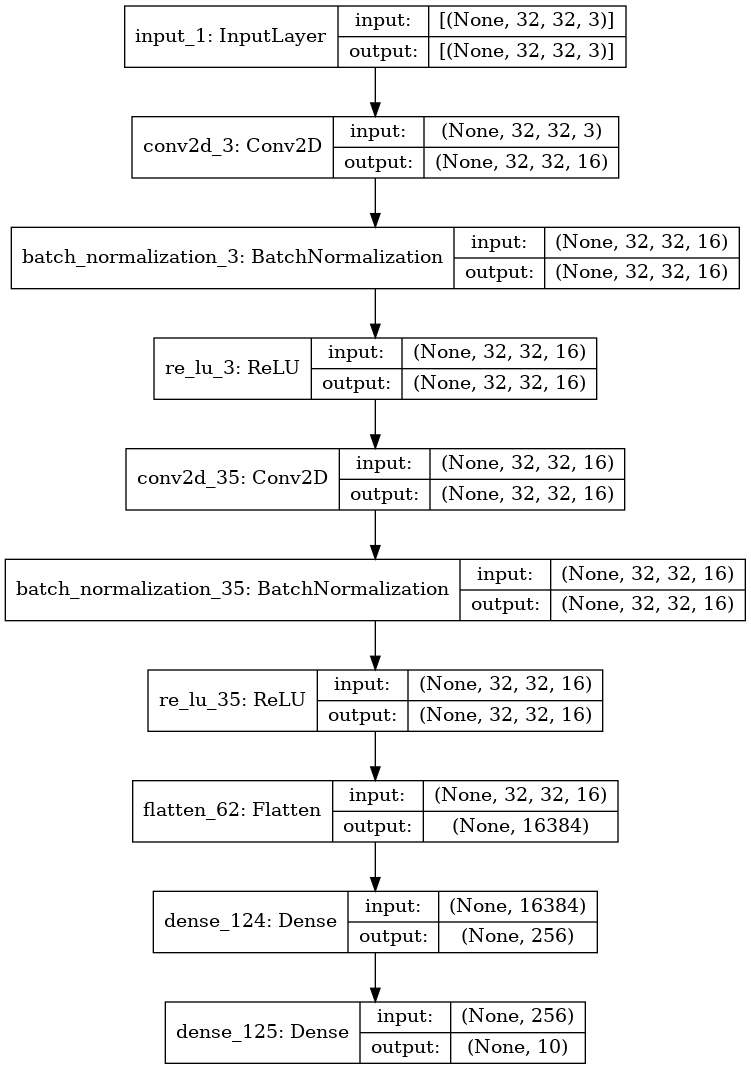 input_1: InputLayer
input: [(None, 32, 32, 3)]
output: [(None, 32, 32, 3)]
conv2d_3: Conv2D
input: (None, 32, 32, 3)
output: (None, 32, 32, 16)
batch_normalization_3: BatchNormalization
input: (None, 32, 32, 16)
output: (None, 32, 32, 16)
re_lu_3: ReLU
input: (None, 32, 32, 16)
output: (None, 32, 32, 16)
conv2d_35: Conv2D
input: (None, 32, 32, 16)
output: (None, 32, 32, 16)
batch_normalization_35: BatchNormalization
input: (None, 32, 32, 16)
output: (None, 32, 32, 16)
re_lu_35: ReLU
input: (None, 32, 32, 16)
output: (None, 32, 32, 16)
flatten_62: Flatten
input: (None, 32, 32, 16)
output: (None, 16384)
dense_124: Dense
input: (None, 16384)
output: (None, 256)
dense_125: Dense
input: (None, 256)
output: (None, 10)